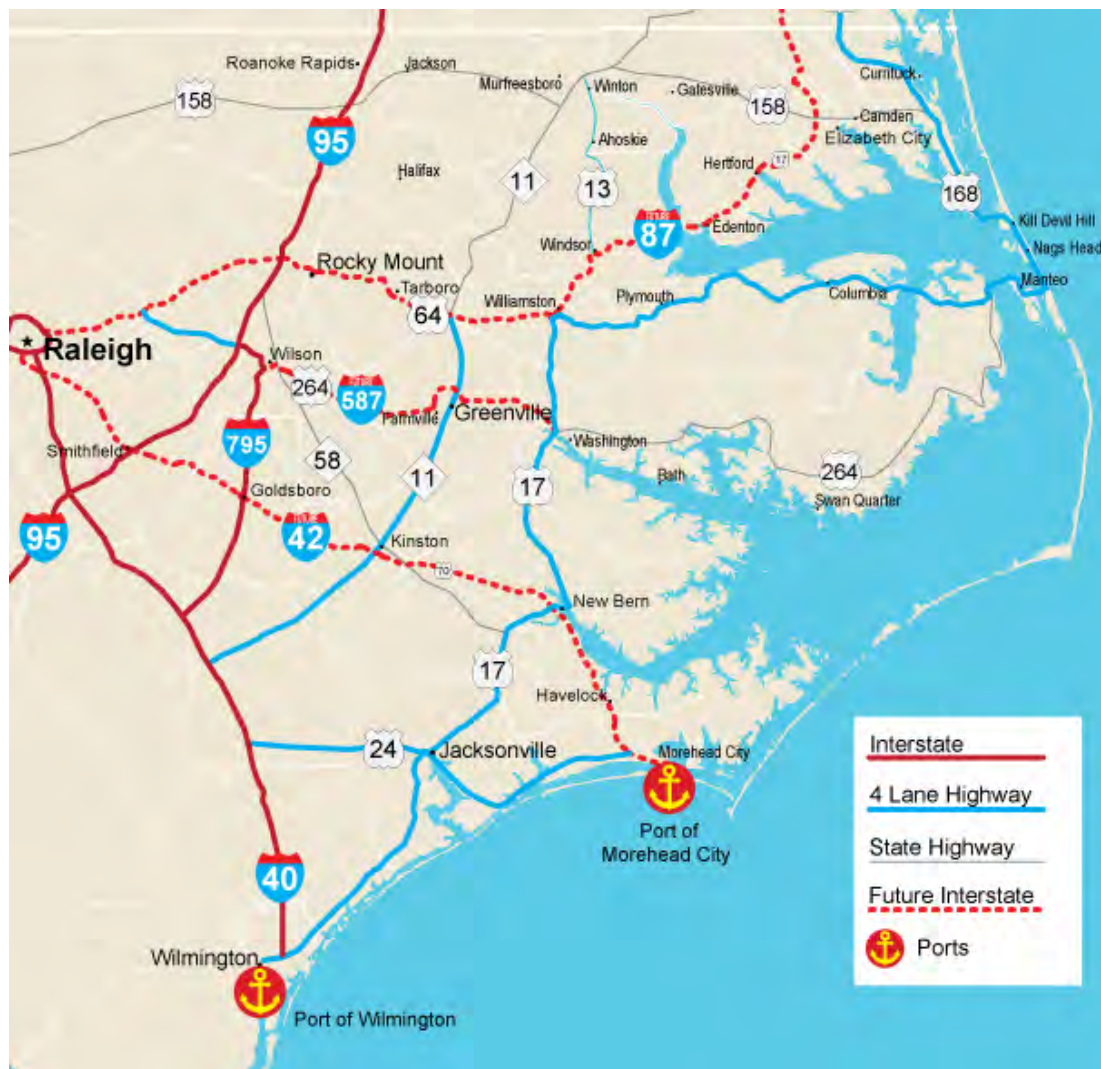 Roanoke Rapids
Jackson
Murfreesboro
Winton
Gatesville
Currituck
158
158
Camden
Elizabeth City
95
Ahoskie
Halifax
11
13
Hertford
17
168
FUTURE
87
Edenton
Kill Devil Hill
Windsor
Nags Head
Rocky Mount
Tarboro
64
Williamston
Plymouth
Columbia
Manteo
Raleigh
Wilson
264
FUTURE
587
Farmville
Greenville
Washington
795
Smithfield
58
11
17
Bath
264
Swan Quarter
Goldsboro
95
FUTURE
42
Kinston
70
New Bern
17
Havelock
24
Jacksonville
Morehead City
Port of
Morehead City
40
Wilmington
Port of Wilmington
Interstate
4 Lane Highway
State Highway
Future Interstate
Ports